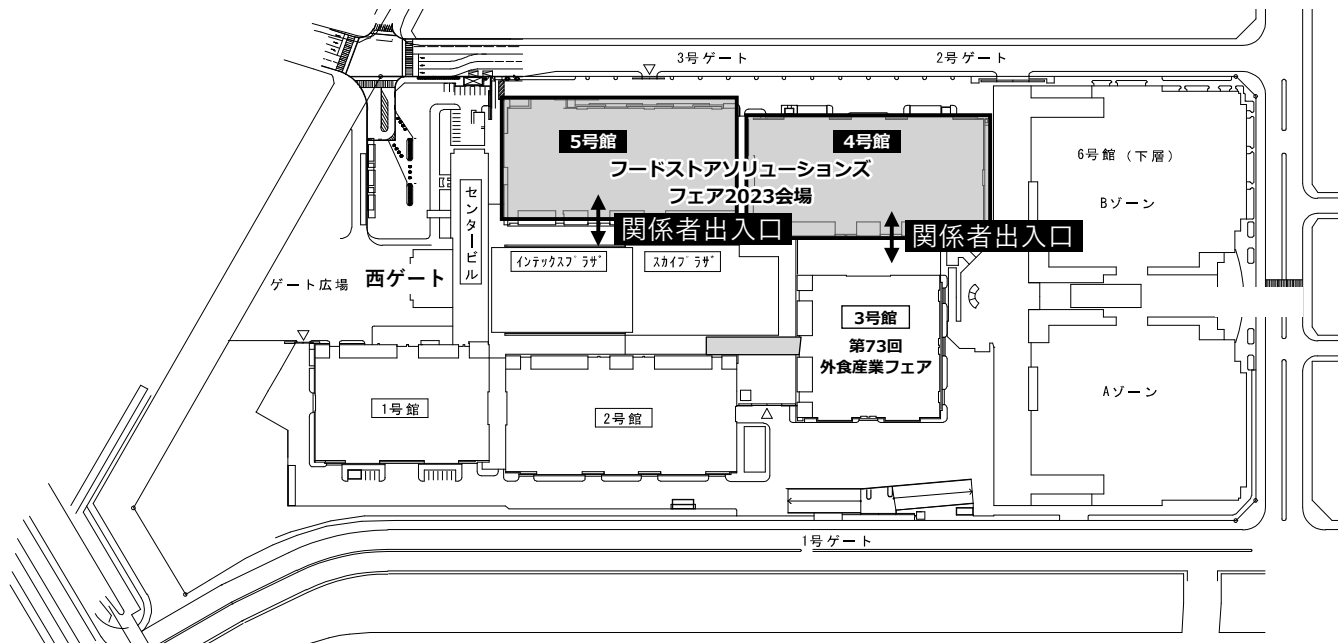 3号ゲート
2号ゲート
5号館
4号館
フードストアソリューションズ
フェア2023会場
6号館（下層）
Bゾーン
センタービル
関係者出入口
関係者出入口
インテックスプラザ
スカイプラザ
ゲート広場
西ゲート
3号館
第73回
外食産業フェア
Aゾーン
1号館
2号館
1号ゲート